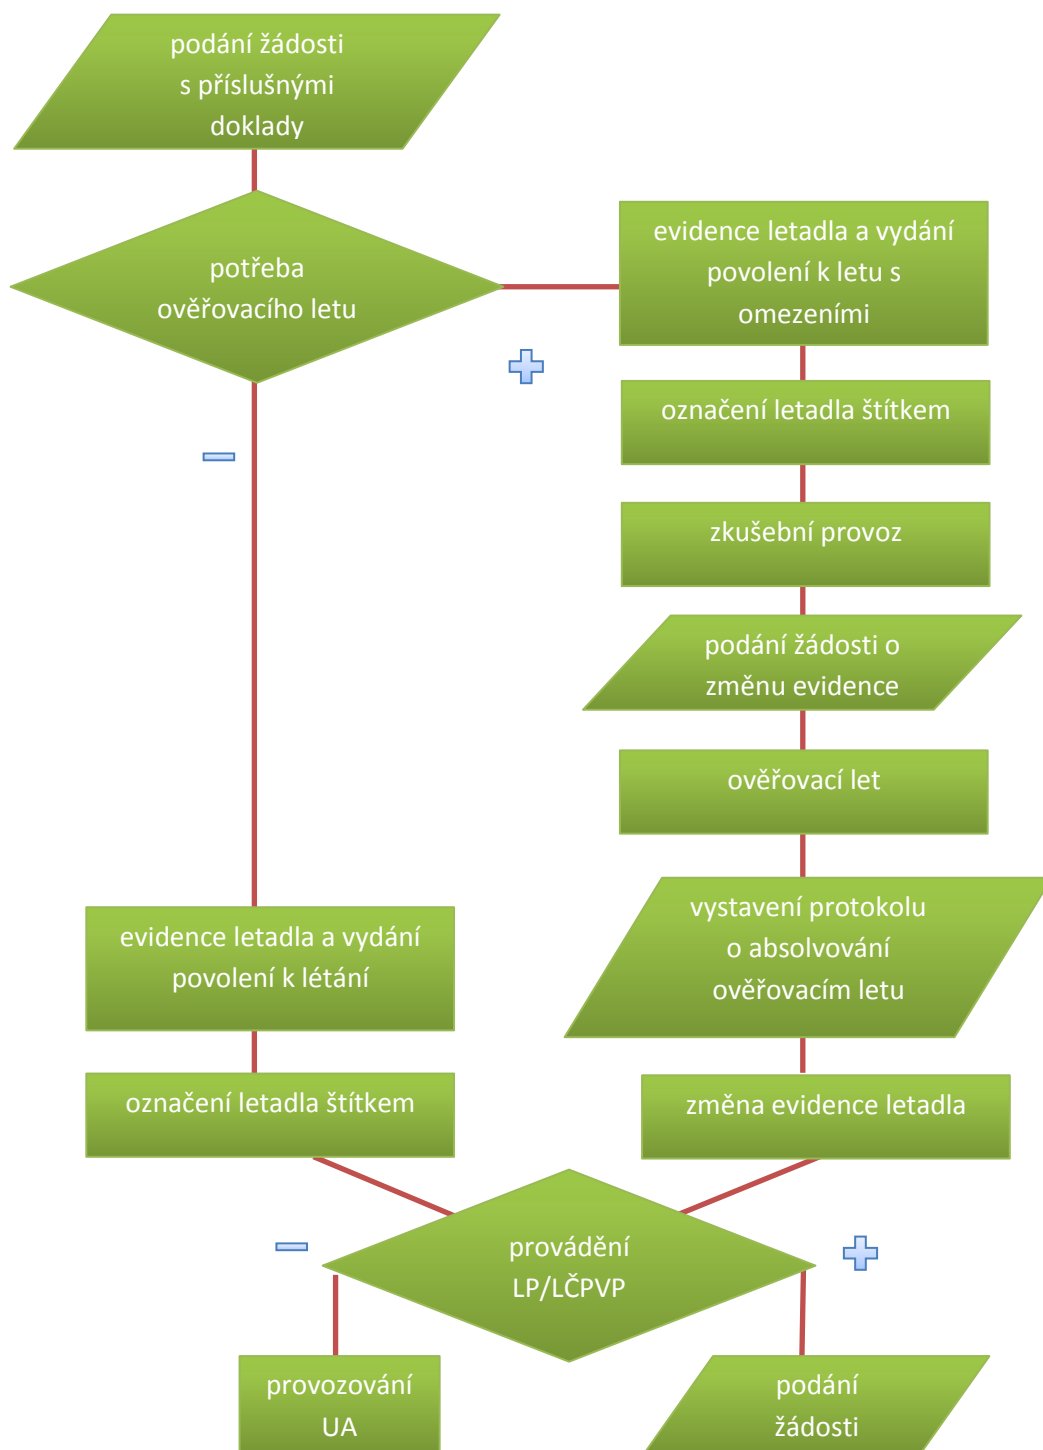 podání žádosti
s příslušnými
doklady
potřeba
ověřovacího letu
evidence letadla a vydání
povolení k letu s
omezeními
označení letadla štítkem
zkušební provoz
podání žádosti o
změnu evidence
ověřovací let
vystavení protokolu
o absolvování
ověřovacím letu
změna evidence letadla
evidence letadla a vydání
povolení k létání
označení letadla štítkem
provádění
LP/LČPVP
provozování
UA
podání
žádosti